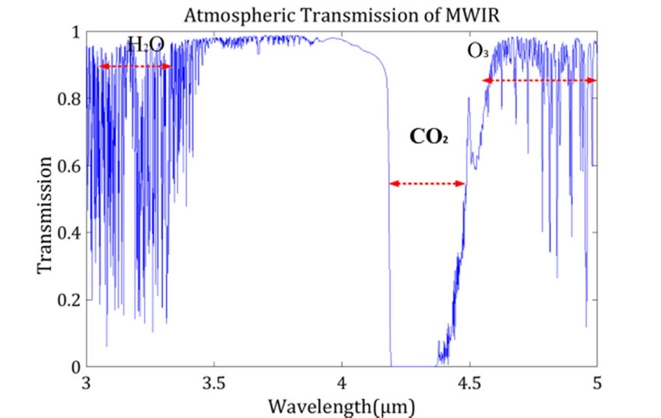 Atmospheric Transmission of MWIR
1
0.8
0.6
0.4
0.2
0
Transmission
H₂O
CO₂
O₃
3
3.5
4
4.5
5
Wavelength(μm)